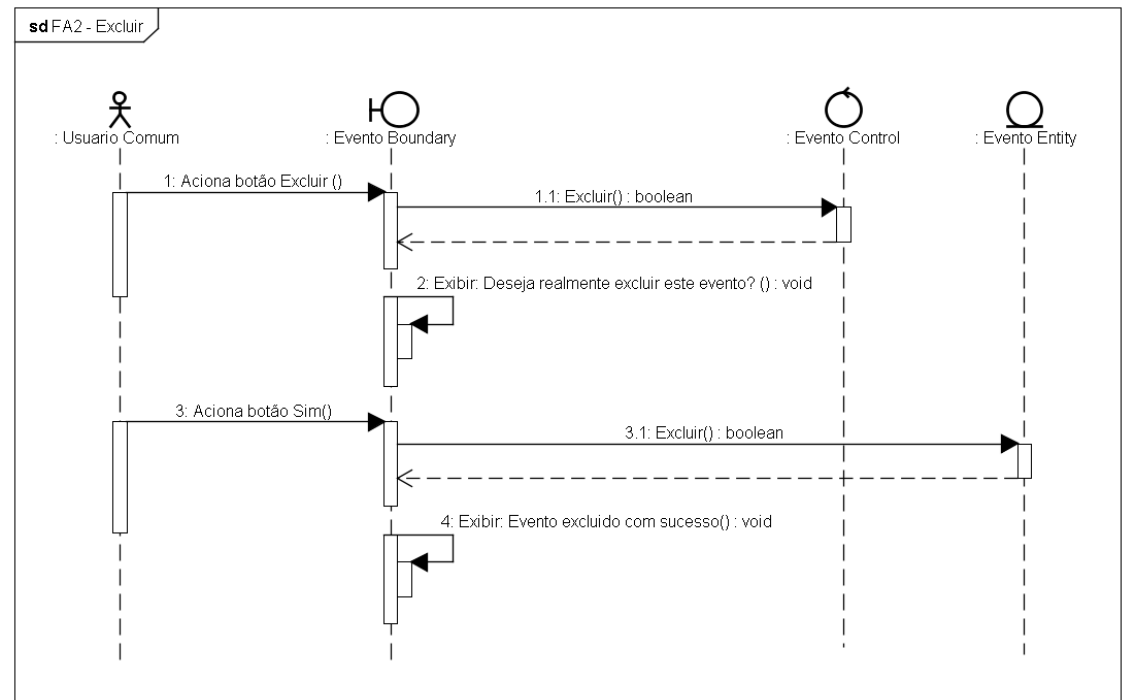 sd FA2 - Excluir
: Usuario Comum
: Evento Boundary
: Evento Control
: Evento Entity
1: Aciona botão Excluir ()
1.1: Excluir() : boolean
2: Exibir: Deseja realmente excluir este evento? () : void
3: Aciona botão Sim()
3.1: Excluir() : boolean
4: Exibir: Evento excluido com sucesso() : void